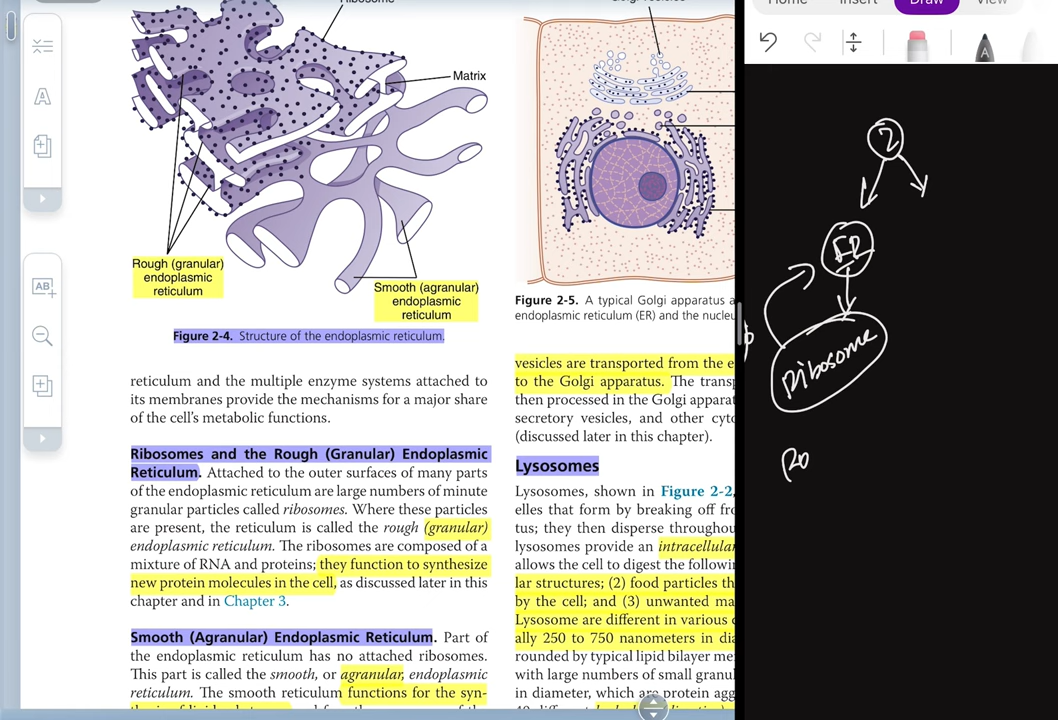 Home Insert Draw View
Ribosome
Golgi vesicles
Matrix
Rough (granular)
endoplasmic
reticulum
Smooth (agranular)
endoplasmic
reticulum
Figure 2-4. Structure of the endoplasmic reticulum.
reticulum and the multiple enzyme systems attached to
its membranes provide the mechanisms for a major share
of the cell's metabolic functions.
Ribosomes and the Rough (Granular) Endoplasmic
Reticulum. Attached to the outer surfaces of many parts
of the endoplasmic reticulum are large numbers of minute
granular particles called ribosomes. Where these particles
are present, the reticulum is called the rough (granular)
endoplasmic reticulum. The ribosomes are composed of a
mixture of RNA and proteins; they function to synthesize
new protein molecules in the cell, as discussed later in this
chapter and in Chapter 3.
Smooth (Agranular) Endoplasmic Reticulum. Part of
the endoplasmic reticulum has no attached ribosomes.
This part is called the smooth, or agranular, endoplasmic
reticulum. The smooth reticulum functions for the syn-
Figure 2-5. A typical Golgi apparatus a
endoplasmic reticulum (ER) and the nucleu
vesicles are transported from the e
to the Golgi apparatus. The transp
then processed in the Golgi apparat
secretory vesicles, and other cyto
(discussed later in this chapter).
Lysosomes
Lysosomes, shown in Figure 2-2,
elles that form by breaking off fro
tus; they then disperse throughou
lysosomes provide an intracellular
allows the cell to digest the followin
lar structures; (2) food particles th
by the cell; and (3) unwanted ma
Lysosome are different in various c
ally 250 to 750 nanometers in dia
rounded by typical lipid bilayer me
with large numbers of small granul
in diameter, which are protein agg
A
AB
A
2
ER
Ribosome
Ro